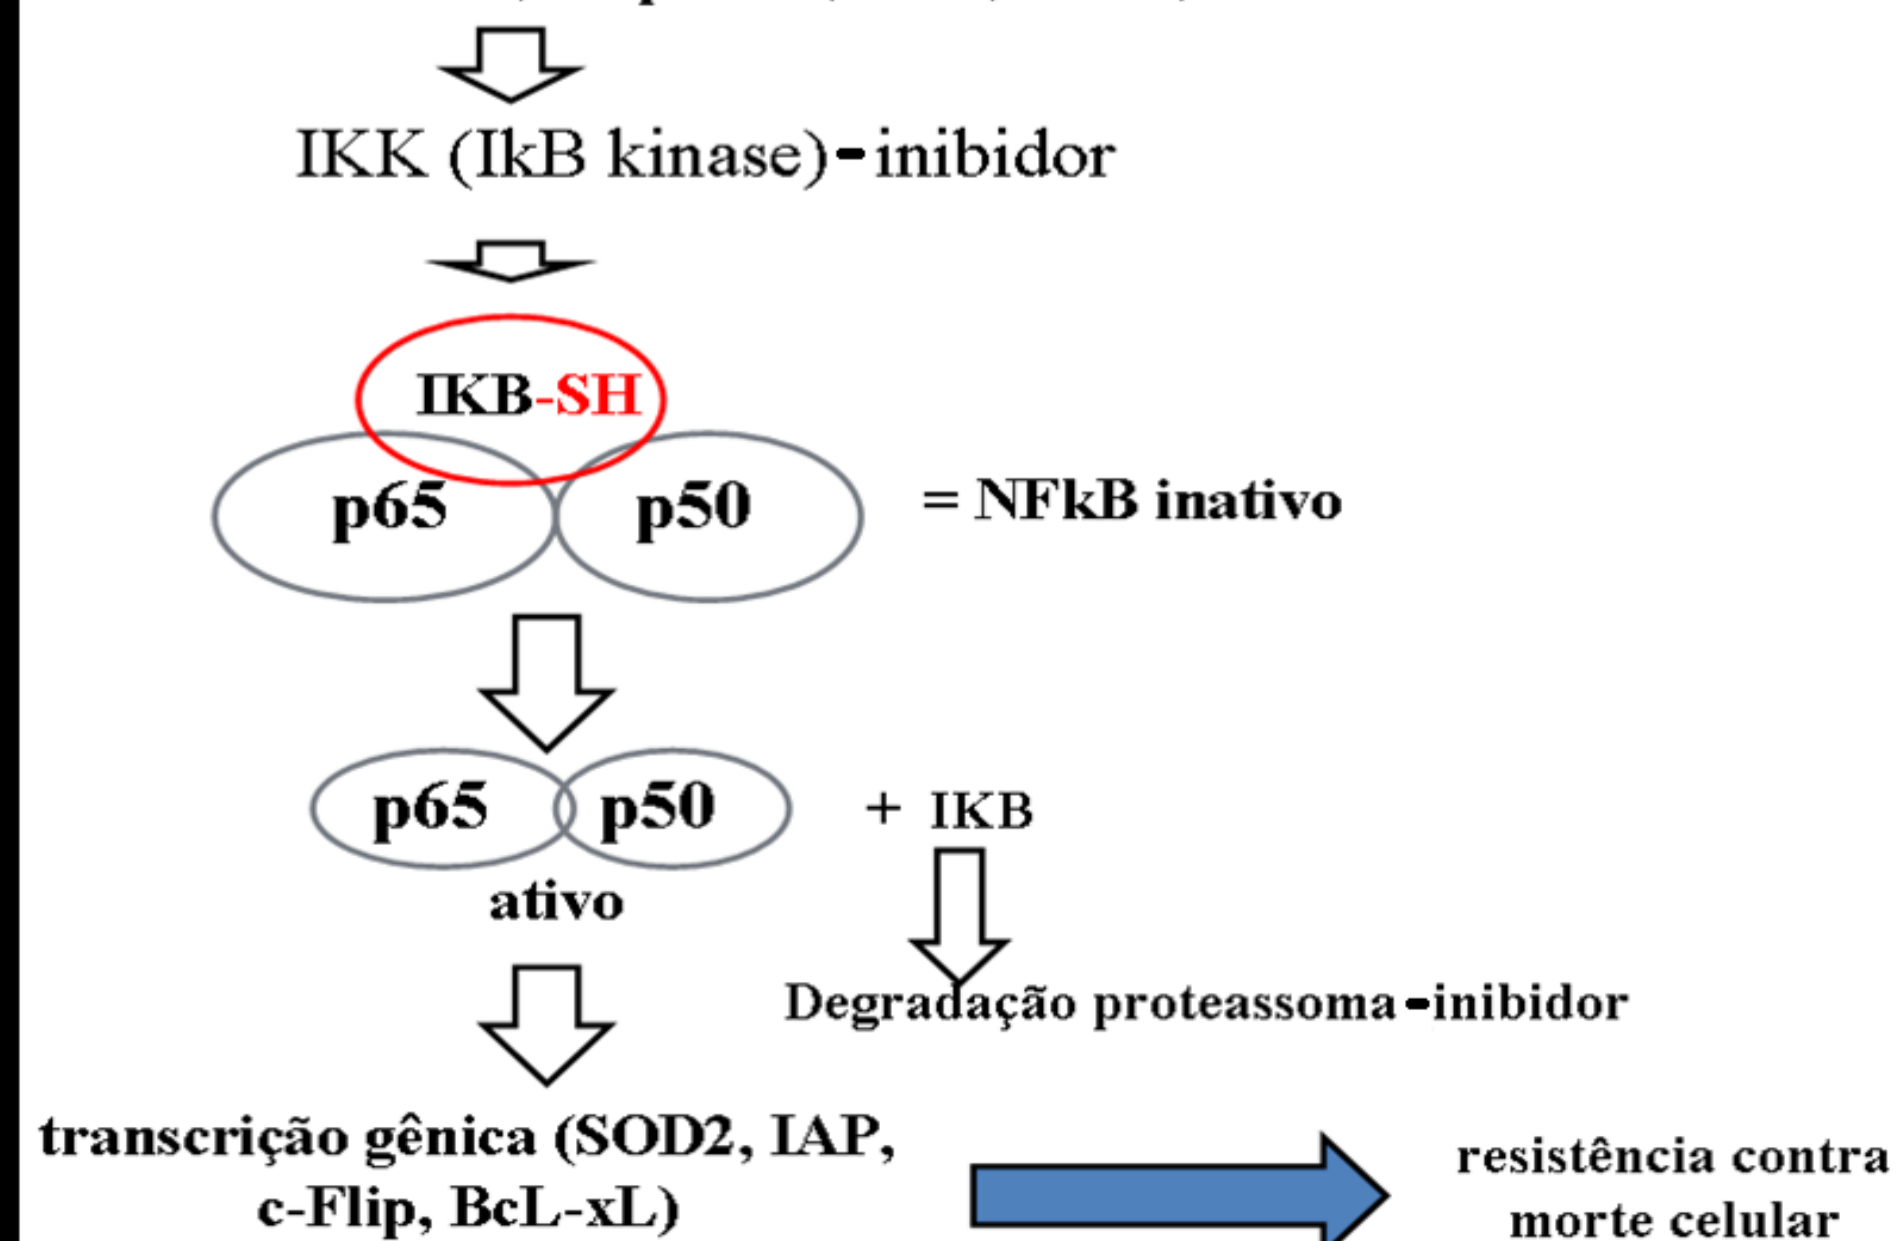 IKK (IkB kinase)-inibidor
IKB-SH
p65 p50 = NFkB inativo
p65 p50 + IKB
ativo
Degradação proteassoma-inibidor
transcrição gênica (SOD2, IAP,
c-Flip, BcL-xL)
resistência contra
morte celular